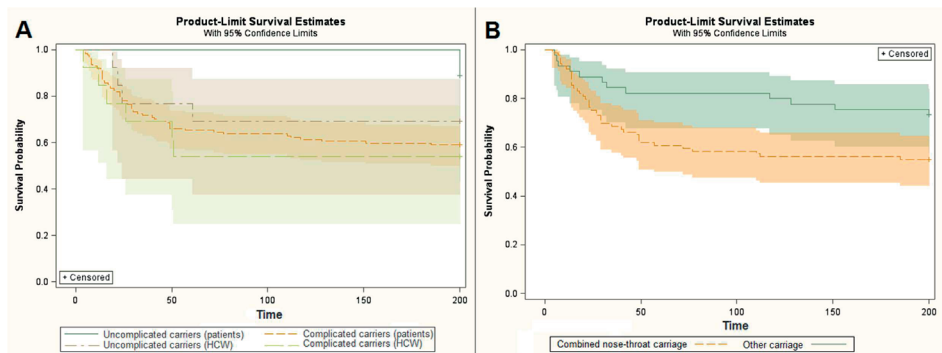 A
Product-Limit Survival Estimates
With 95% Confidence Limits
Survival Probability
1.0
0.8
0.6
0.4
0.2
0.0
+ Censored
0
50
100
150
200
Time
Uncomplicated carriers (patients)
Complicated carriers (patients)
Uncomplicated carriers (HCW)
Complicated carriers (HCW)
B
Product-Limit Survival Estimates
With 95% Confidence Limits
Survival Probability
1.0
0.8
0.6
0.4
0.2
0.0
+ Censored
0
50
100
150
200
Time
Combined nose-throat carriage
Other carriage